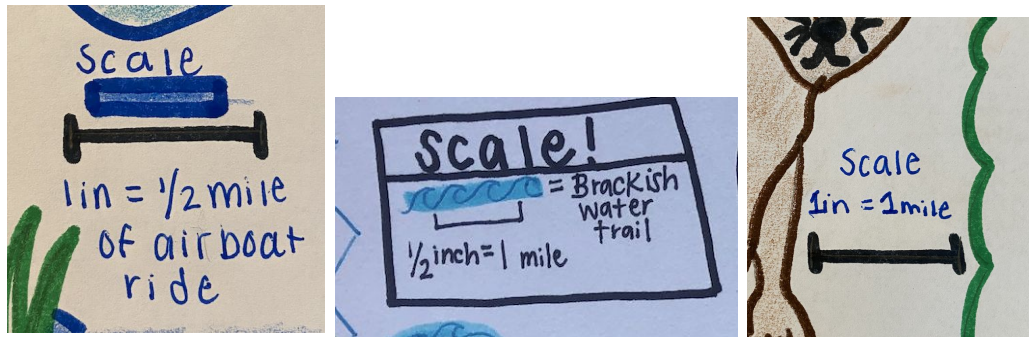 scale
1in = 1/2 mile
of airboat
ride
scale!
= Brackish
water
trail
1/2 inch = 1 mile
Scale
1in = 1mile